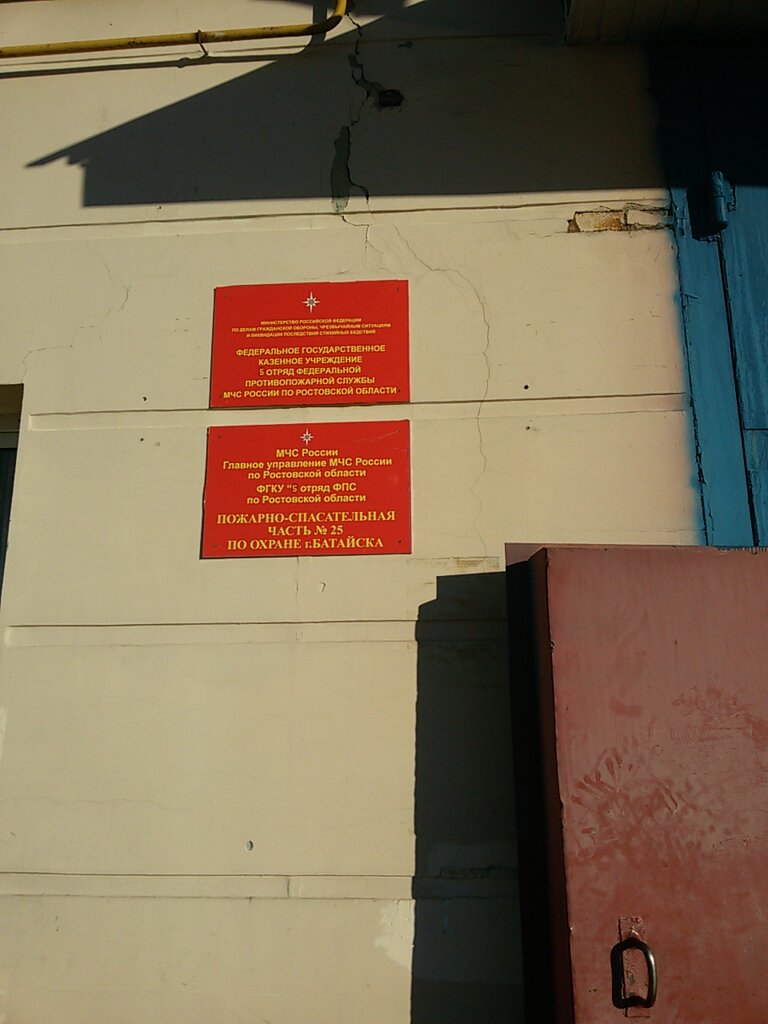 МИНИСТЕРСТВО РОССИЙСКОЙ ФЕДЕРАЦИИ
ПО ДЕЛАМ ГРАЖДАНСКОЙ ОБОРОНЫ, ЧРЕЗВЫЧАЙНЫМ СИТУАЦИЯМ
И ЛИКВИДАЦИИ ПОСЛЕДСТВИЙ СТИХИЙНЫХ БЕДСТВИЙ
ФЕДЕРАЛЬНОЕ ГОСУДАРСТВЕННОЕ
КАЗЕННОЕ УЧРЕЖДЕНИЕ
5 ОТРЯД ФЕДЕРАЛЬНОЙ
ПРОТИВОПОЖАРНОЙ СЛУЖБЫ
МЧС РОССИИ ПО РОСТОВСКОЙ ОБЛАСТИ
МЧС России
Главное управление МЧС России
по Ростовской области
ФГКУ "5 отряд ФПС
по Ростовской области
ПОЖАРНО-СПАСАТЕЛЬНАЯ
ЧАСТЬ № 25
ПО ОХРАНЕ г.БАТАЙСКА